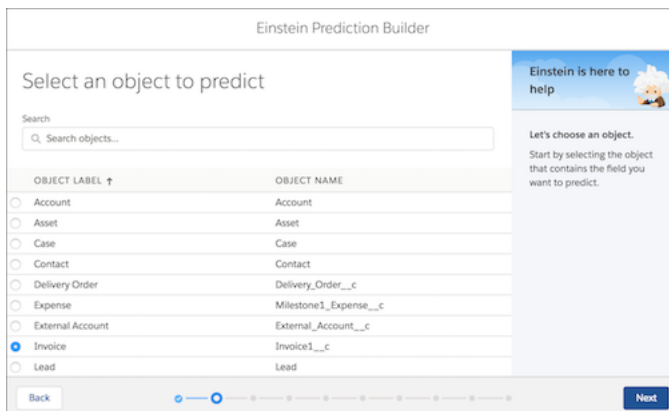 Einstein Prediction Builder
Select an object to predict
Search
Search objects...
OBJECT LABEL ↑ OBJECT NAME
Account Account
Asset Asset
Case Case
Contact Contact
Delivery Order Delivery_Order__c
Expense Milestone1_Expense__c
External Account External_Account__c
Invoice Invoice1__c
Lead Lead
Back Next
Einstein is here to
help
Let's choose an object.
Start by selecting the object
that contains the field you
want to predict.